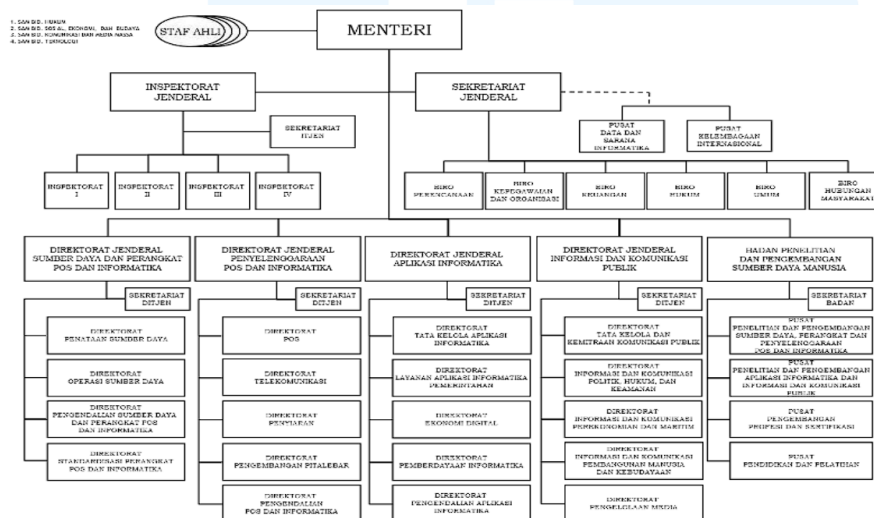 1. SAM BID. HUKUM
2. SAM BID. SOSIAL, EKONOMI, DAN BUDAYA
3. SAM BID. KOMUNIKASI DAN MEDIA MASSA
4. SAM BID. TEKNOLOGI
STAF AHLI
MENTERI
INSPEKTORAT
JENDERAL
SEKRETARIAT
JENDERAL
SEKRETARIAT
ITJEN
PUSAT
DATA DAN
SARANA
INFORMATIKA
PUSAT
KELEMBAGAAN
INTERNASIONAL
INSPEKTORAT
I
INSPEKTORAT
II
INSPEKTORAT
III
INSPEKTORAT
IV
BIRO
PERENCANAAN
BIRO
KEPEGAWAIAN
DAN ORGANISASI
BIRO
KEUANGAN
BIRO
HUKUM
BIRO
UMUM
BIRO
HUBUNGAN
MASYARAKAT
DIREKTORAT JENDERAL
SUMBER DAYA DAN PERANGKAT
POS DAN INFORMATIKA
DIREKTORAT JENDERAL
PENYELENGGARAAN
POS DAN INFORMATIKA
DIREKTORAT JENDERAL
APLIKASI INFORMATIKA
DIREKTORAT JENDERAL
INFORMASI DAN KOMUNIKASI
PUBLIK
BADAN PENELITIAN
DAN PENGEMBANGAN
SUMBER DAYA MANUSIA
SEKRETARIAT
DITJEN
SEKRETARIAT
DITJEN
SEKRETARIAT
DITJEN
SEKRETARIAT
DITJEN
SEKRETARIAT
BADAN
DIREKTORAT
PENATAAN SUMBER DAYA
DIREKTORAT
OPERASI SUMBER DAYA
DIREKTORAT
PENGENDALIAN SUMBER DAYA
DAN PERANGKAT POS
DAN INFORMATIKA
DIREKTORAT
STANDARDISASI PERANGKAT
POS DAN INFORMATIKA
DIREKTORAT
POS
DIREKTORAT
TELEKOMUNIKASI
DIREKTORAT
PENYIARAN
DIREKTORAT
PENGEMBANGAN PITALEBAR
DIREKTORAT
PENGENDALIAN
POS DAN INFORMATIKA
DIREKTORAT
TATA KELOLA APLIKASI
INFORMATIKA
DIREKTORAT
LAYANAN APLIKASI INFORMATIKA
PEMERINTAHAN
DIREKTORAT
EKONOMI DIGITAL
DIREKTORAT
PEMBERDAYAAN INFORMATIKA
DIREKTORAT
PENGENDALIAN APLIKASI
INFORMATIKA
DIREKTORAT
TATA KELOLA DAN
KEMITRAAN KOMUNIKASI PUBLIK
DIREKTORAT
INFORMASI DAN KOMUNIKASI
POLITIK, HUKUM, DAN
KEAMANAN
DIREKTORAT
INFORMASI DAN KOMUNIKASI
PEREKONOMIAN DAN MARITIM
DIREKTORAT
INFORMASI DAN KOMUNIKASI
PEMBANGUNAN MANUSIA
DAN KEBUDAYAAN
DIREKTORAT
PENGELOLAAN MEDIA
PUSAT
PENELITIAN DAN PENGEMBANGAN
SUMBER DAYA, PERANGKAT DAN
PENYELENGGARAAN
POS DAN INFORMATIKA
PUSAT
PENELITIAN DAN PENGEMBANGAN
APLIKASI INFORMATIKA DAN
INFORMASI DAN KOMUNIKASI
PUBLIK
PUSAT
PENGEMBANGAN
PROFESI DAN SERTIFIKASI
PUSAT
PENDIDIKAN DAN PELATIHAN